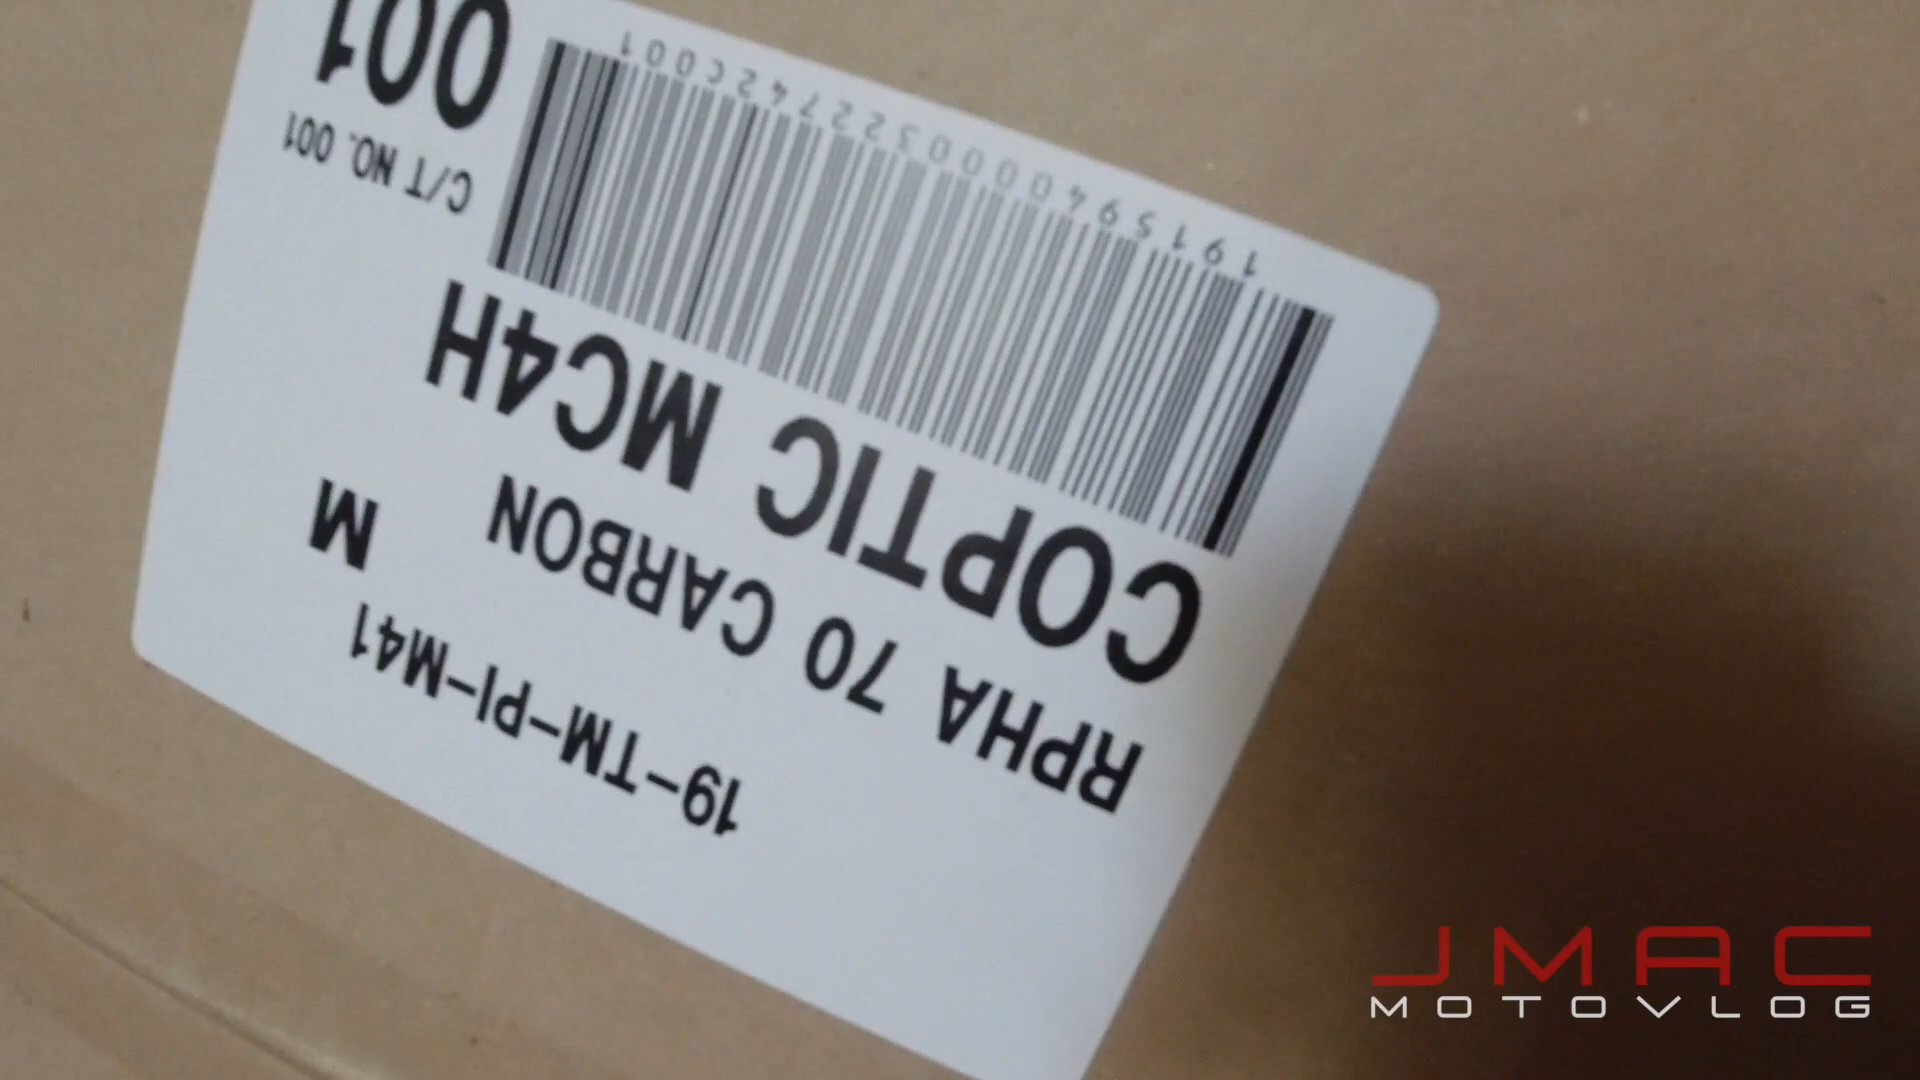 19-TM-PI-M41
RPHA 70 CARBON M
COPTIC MC4H
1915940000322742C001
C/T NO. 001
001
JMAC
MOTOVLOG